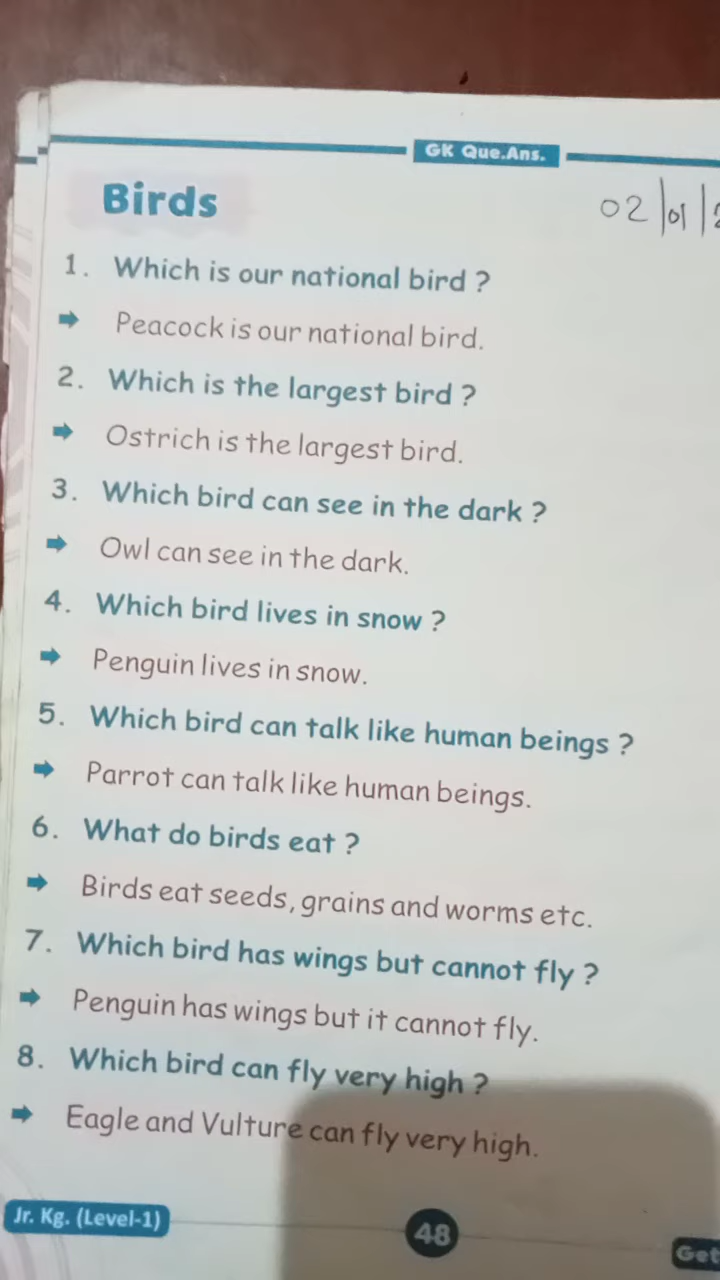 GK Que.Ans.
Birds
02/01/
1. Which is our national bird ?
Peacock is our national bird.
2. Which is the largest bird ?
Ostrich is the largest bird.
3. Which bird can see in the dark ?
Owl can see in the dark.
4. Which bird lives in snow ?
Penguin lives in snow.
5. Which bird can talk like human beings ?
Parrot can talk like human beings.
6. What do birds eat ?
Birds eat seeds, grains and worms etc.
7. Which bird has wings but cannot fly ?
Penguin has wings but it cannot fly.
8. Which bird can fly very high ?
Eagle and Vulture can fly very high.
Jr. Kg. (Level-1)
48
Get